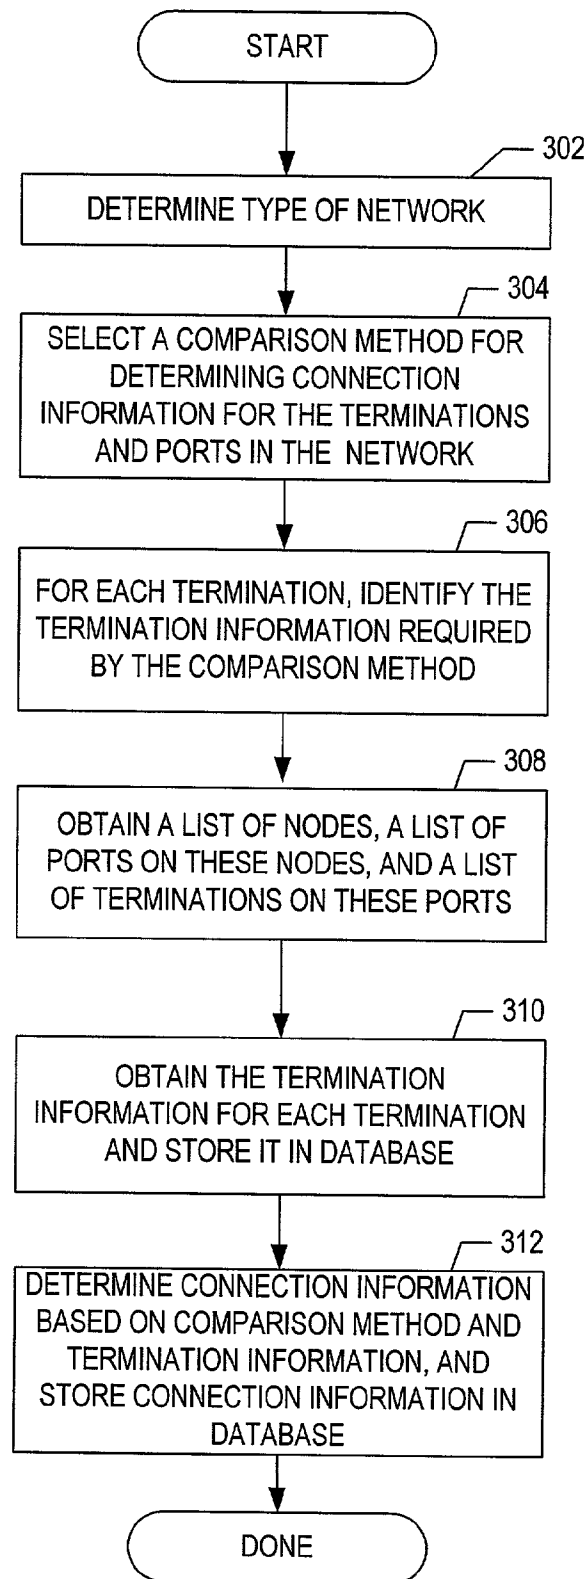 START
302
DETERMINE TYPE OF NETWORK
304
SELECT A COMPARISON METHOD FOR
DETERMINING CONNECTION
INFORMATION FOR THE TERMINATIONS
AND PORTS IN THE NETWORK
306
FOR EACH TERMINATION, IDENTIFY THE
TERMINATION INFORMATION REQUIRED
BY THE COMPARISON METHOD
308
OBTAIN A LIST OF NODES, A LIST OF
PORTS ON THESE NODES, AND A LIST
OF TERMINATIONS ON THESE PORTS
310
OBTAIN THE TERMINATION
INFORMATION FOR EACH TERMINATION
AND STORE IT IN DATABASE
312
DETERMINE CONNECTION INFORMATION
BASED ON COMPARISON METHOD AND
TERMINATION INFORMATION, AND
STORE CONNECTION INFORMATION IN
DATABASE
DONE